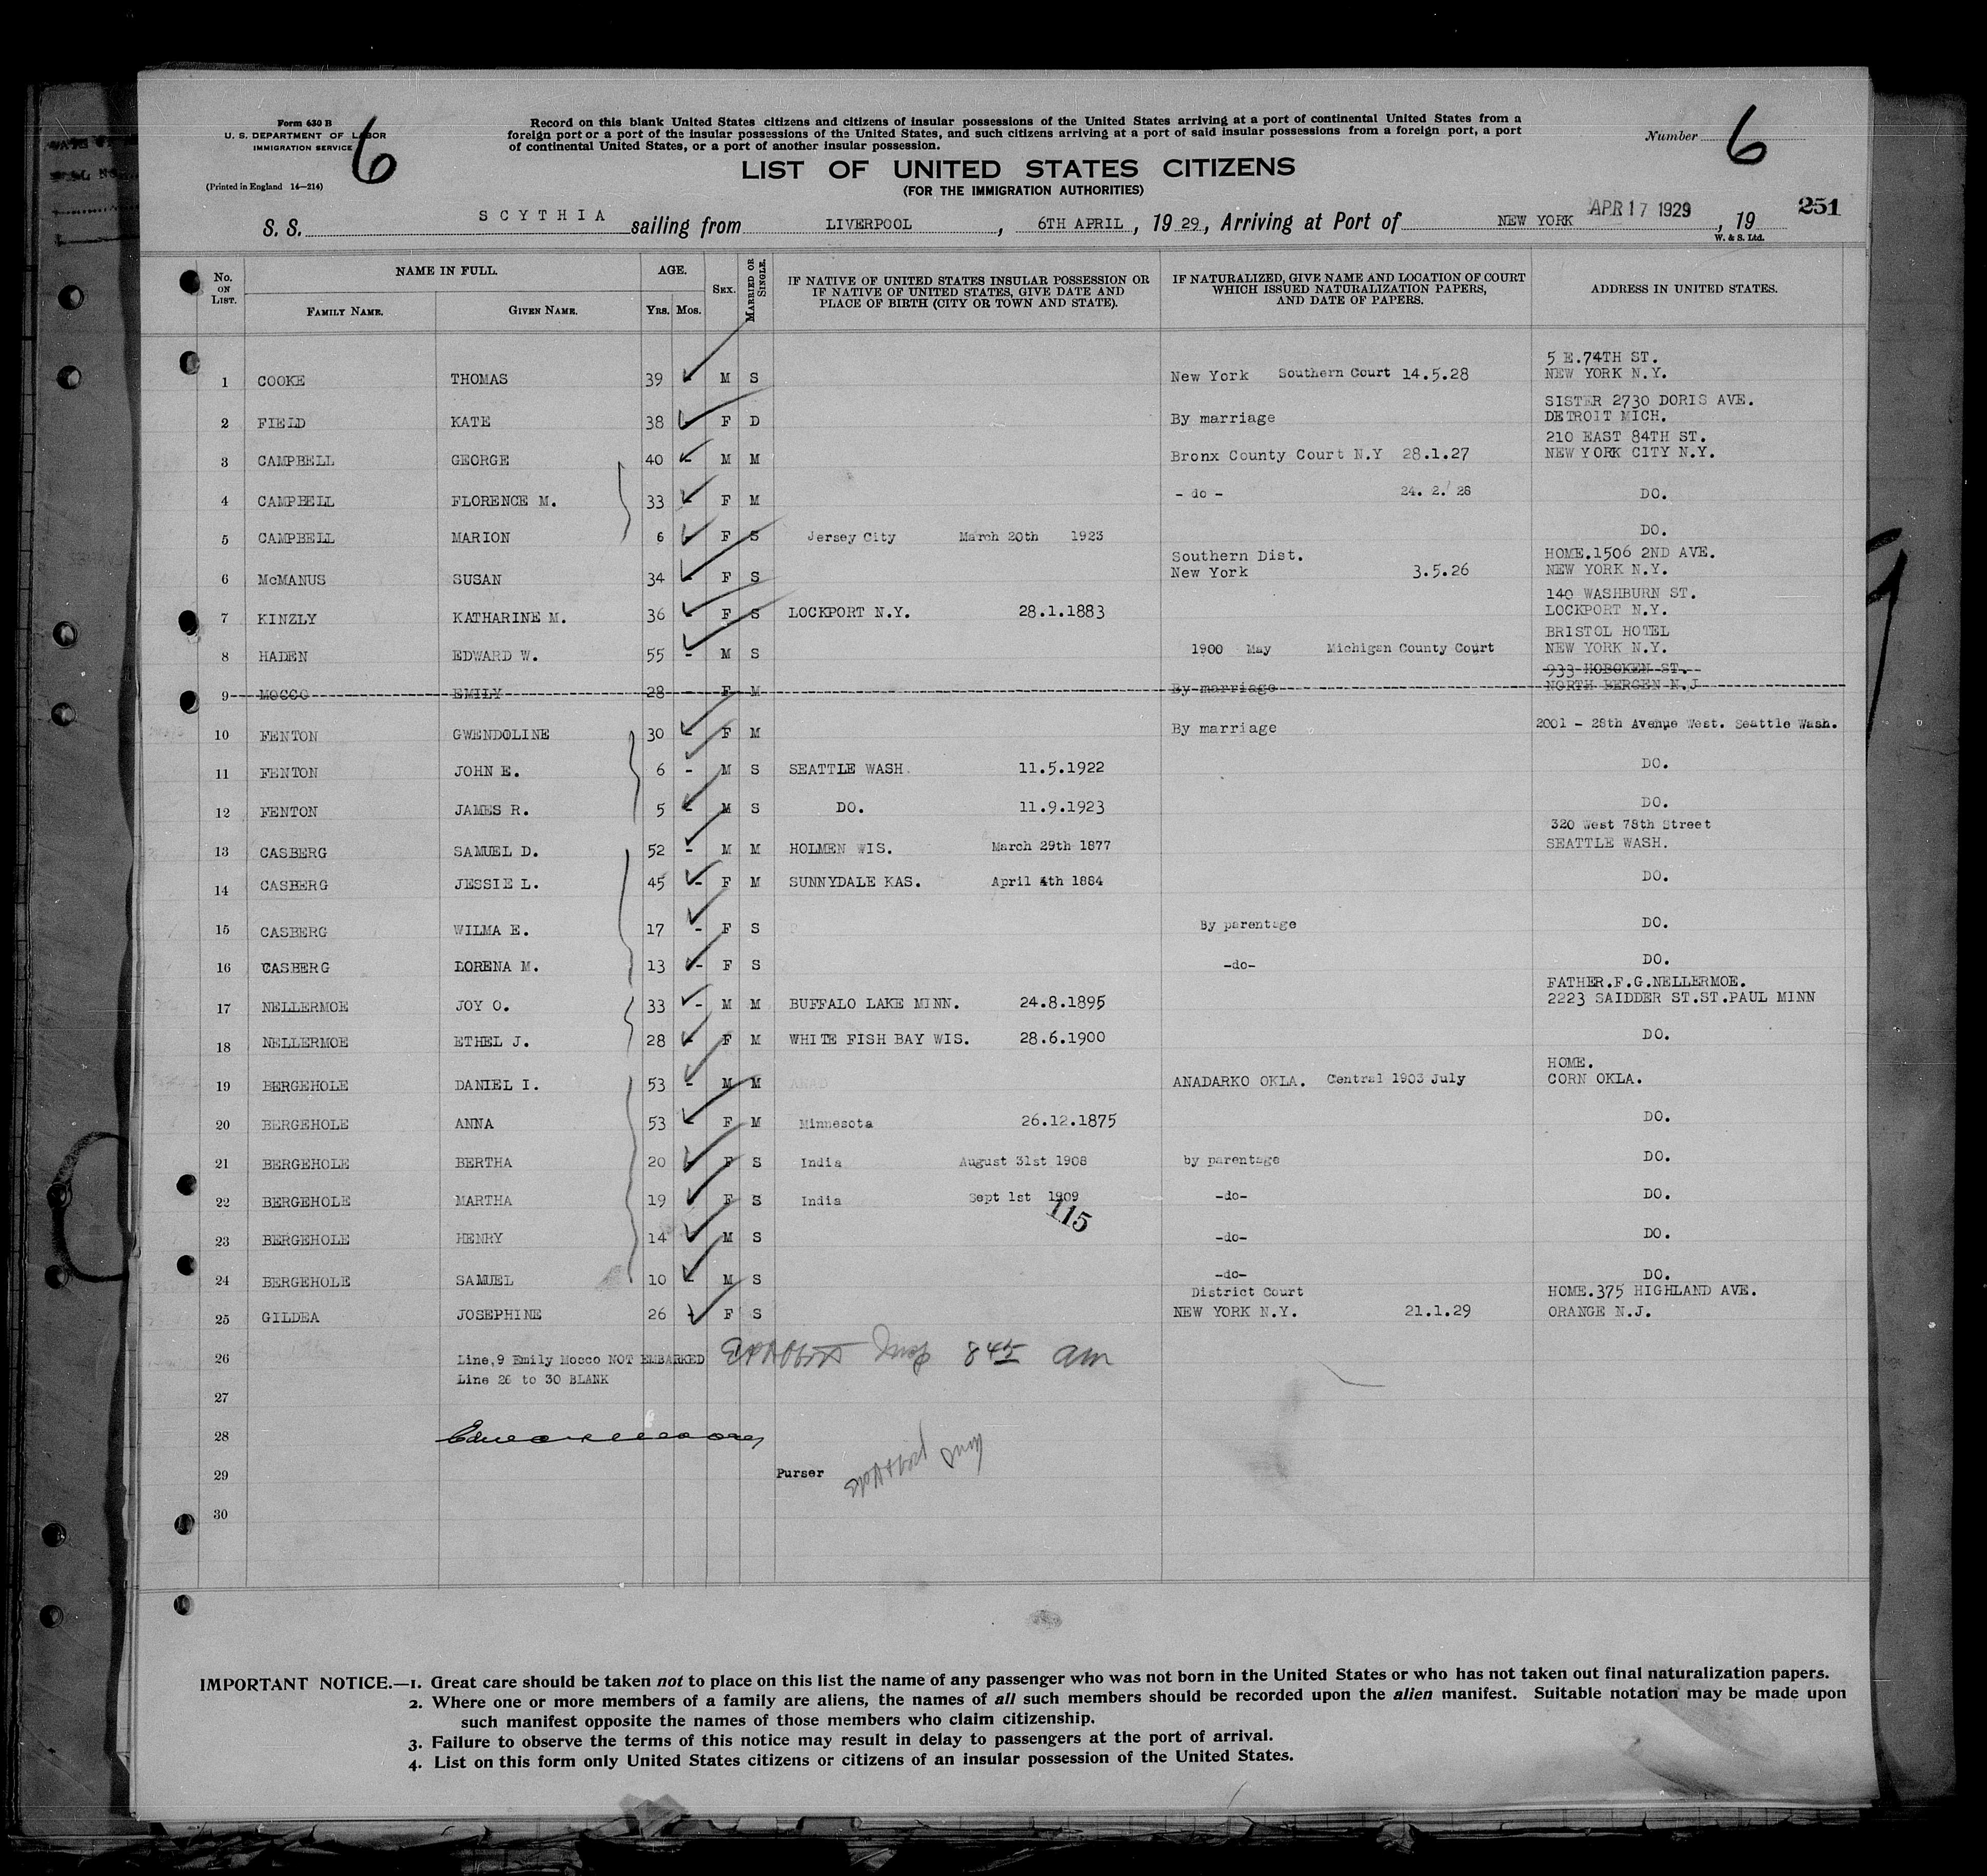 Form 630 B
U. S. DEPARTMENT OF LABOR
IMMIGRATION SERVICE
6
(Printed in England 14—214)
Record on this blank United States citizens and citizens of insular possessions of the United States arriving at a port of continental United States from a
foreign port or a port of the insular possessions of the United States, and such citizens arriving at a port of said insular possessions from a foreign port, a port
of continental United States, or a port of another insular possession.
Number 6
LIST OF UNITED STATES CITIZENS
(FOR THE IMMIGRATION AUTHORITIES)
S. S. SCYTHIA sailing from LIVERPOOL, 6TH APRIL, 19 29, Arriving at Port of NEW YORK APR 17 1929, 19 251
W. & S. Ltd.
No. ON LIST. NAME IN FULL. FAMILY NAME. GIVEN NAME. AGE. YRS. MOS. SEX. MARRIED OR SINGLE. IF NATIVE OF UNITED STATES INSULAR POSSESSION OR IF NATIVE OF UNITED STATES, GIVE DATE AND PLACE OF BIRTH (CITY OR TOWN AND STATE). IF NATURALIZED, GIVE NAME AND LOCATION OF COURT WHICH ISSUED NATURALIZATION PAPERS, AND DATE OF PAPERS. ADDRESS IN UNITED STATES.
5 E.74TH ST.
1 COOKE THOMAS 39 - M S New York Southern Court 14.5.28 NEW YORK N.Y.
SISTER 2730 DORIS AVE.
2 FIELD KATE 38 - F D By marriage DETROIT MICH.
210 EAST 84TH ST.
3 CAMPBELL GEORGE 40 - M M Bronx County Court N.Y 28.1.27 NEW YORK CITY N.Y.
4 CAMPBELL FLORENCE M. 33 - F M - do - 24. 2. 28 DO.
5 CAMPBELL MARION 6 - F S Jersey City March 20th 1923 DO.
Southern Dist. HOME.1506 2ND AVE.
6 McMANUS SUSAN 34 - F S New York 3.5.26 NEW YORK N.Y.
140 WASHBURN ST.
7 KINZLY KATHARINE M. 36 - F S LOCKPORT N.Y. 28.1.1883 LOCKPORT N.Y.
BRISTOL HOTEL
8 HADEN EDWARD W. 55 - M S 1900 May Michigan County Court NEW YORK N.Y.
933 HOBOKEN ST.
9 MOCCO EMILY 28 - F M By marriage NORTH BERGEN N.J
10 FENTON GWENDOLINE 30 - F M By marriage 2001 - 28th Avenue West. Seattle Wash.
11 FENTON JOHN E. 6 - M S SEATTLE WASH 11.5.1922 DO.
12 FENTON JAMES R. 5 - M S DO. 11.9.1923 DO.
320 West 78th Street
13 CASBERG SAMUEL D. 52 - M M HOLMEN WIS. March 29th 1877 SEATTLE WASH.
14 CASBERG JESSIE L. 45 - F M SUNNYDALE KAS. April 4th 1884 DO.
15 CASBERG WILMA E. 17 - F S By parentage DO.
16 CASBERG LORENA M. 13 - F S -do- DO.
FATHER.F.G.NELLERMOE.
17 NELLERMOE JOY O. 33 - M M BUFFALO LAKE MINN. 24.8.1895 2223 SAIDDER ST.ST.PAUL MINN
18 NELLERMOE ETHEL J. 28 - F M WHITE FISH BAY WIS. 28.6.1900 DO.
HOME.
19 BERGEHOLE DANIEL I. 53 - M M ANADARKO OKLA. Central 1903 July CORN OKLA.
20 BERGEHOLE ANNA 53 - F M Minnesota 26.12.1875 DO.
21 BERGEHOLE BERTHA 20 - F S India August 31st 1908 by parentage DO.
22 BERGEHOLE MARTHA 19 F S India Sept 1st 1909 -do- DO.
115
23 BERGEHOLE HENRY 14 M S -do- DO.
24 BERGEHOLE SAMUEL 10 - M S -do- DO.
District Court HOME.375 HIGHLAND AVE.
25 GILDEA JOSEPHINE 26 - F S NEW YORK N.Y. 21.1.29 ORANGE N.J.
26 Line,9 Emily Mocco NOT EMBARKED Insp 845 am
Line 26 to 30 BLANK
27
28
29 Purser
30
IMPORTANT NOTICE.—1. Great care should be taken not to place on this list the name of any passenger who was not born in the United States or who has not taken out final naturalization papers.
2. Where one or more members of a family are aliens, the names of all such members should be recorded upon the alien manifest. Suitable notation may be made upon
such manifest opposite the names of those members who claim citizenship.
3. Failure to observe the terms of this notice may result in delay to passengers at the port of arrival.
4. List on this form only United States citizens or citizens of an insular possession of the United States.